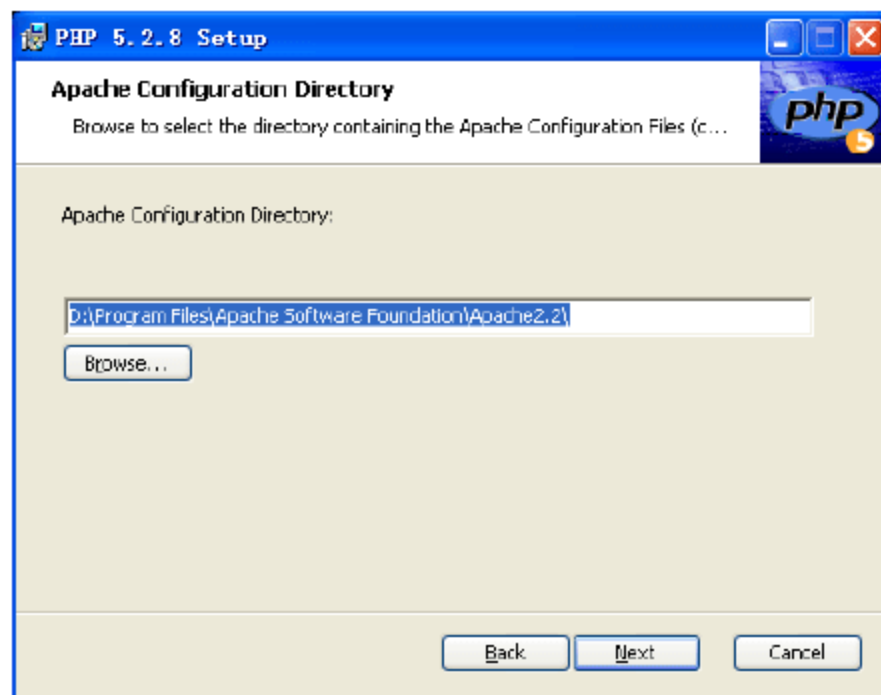 PHP 5.2.8 Setup
Apache Configuration Directory
Browse to select the directory containing the Apache Configuration Files (c...
php
5
Apache Configuration Directory:
D:\Program Files\Apache Software Foundation\Apache2.2\
Browse...
Back
Next
Cancel